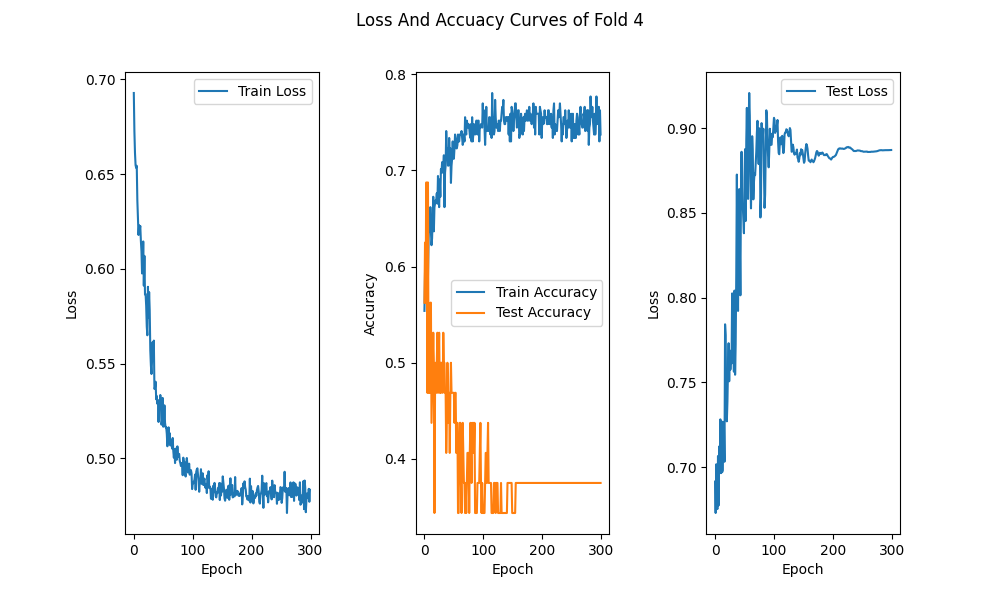 Loss And Accuacy Curves of Fold 4
Loss
0.70
0.65
0.60
0.55
0.50
Train Loss
0
100
200
300
Epoch
Accuracy
0.8
0.7
0.6
0.5
0.4
Train Accuracy
Test Accuracy
0
100
200
300
Epoch
Loss
0.90
0.85
0.80
0.75
0.70
Test Loss
0
100
200
300
Epoch